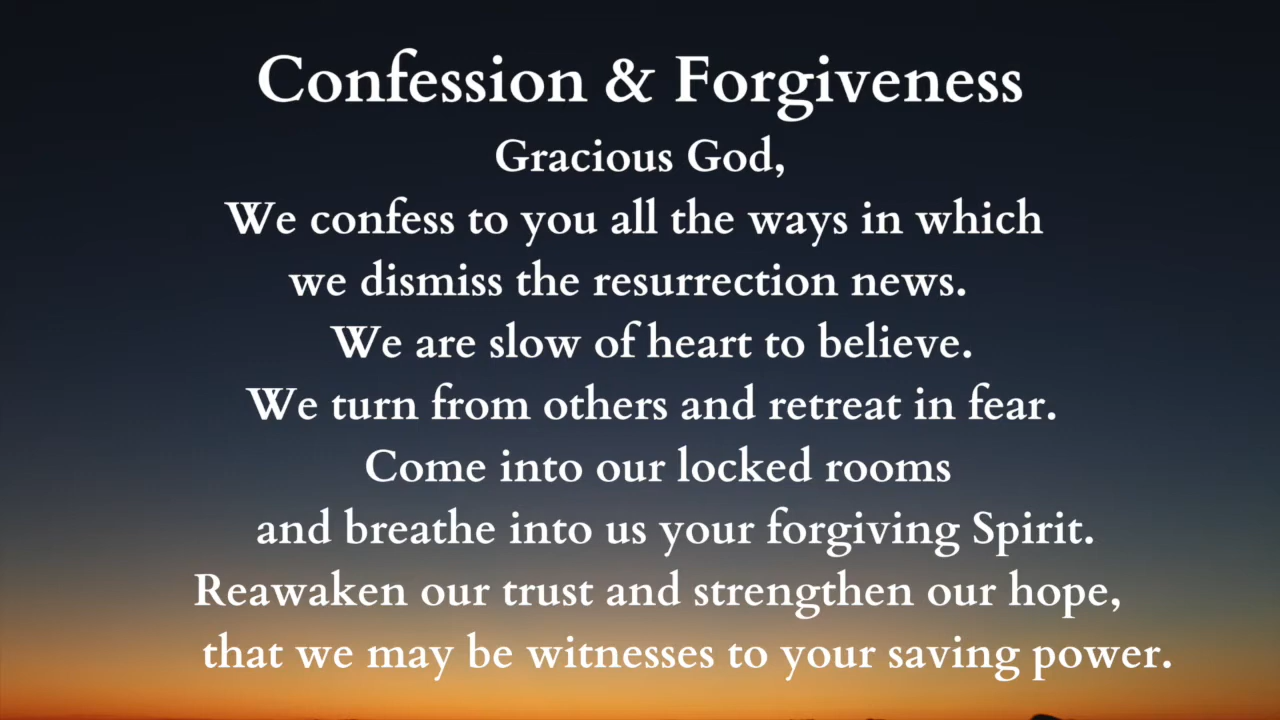 Confession & Forgiveness
Gracious God,
We confess to you all the ways in which
we dismiss the resurrection news.
We are slow of heart to believe.
We turn from others and retreat in fear.
Come into our locked rooms
and breathe into us your forgiving Spirit.
Reawaken our trust and strengthen our hope,
that we may be witnesses to your saving power.